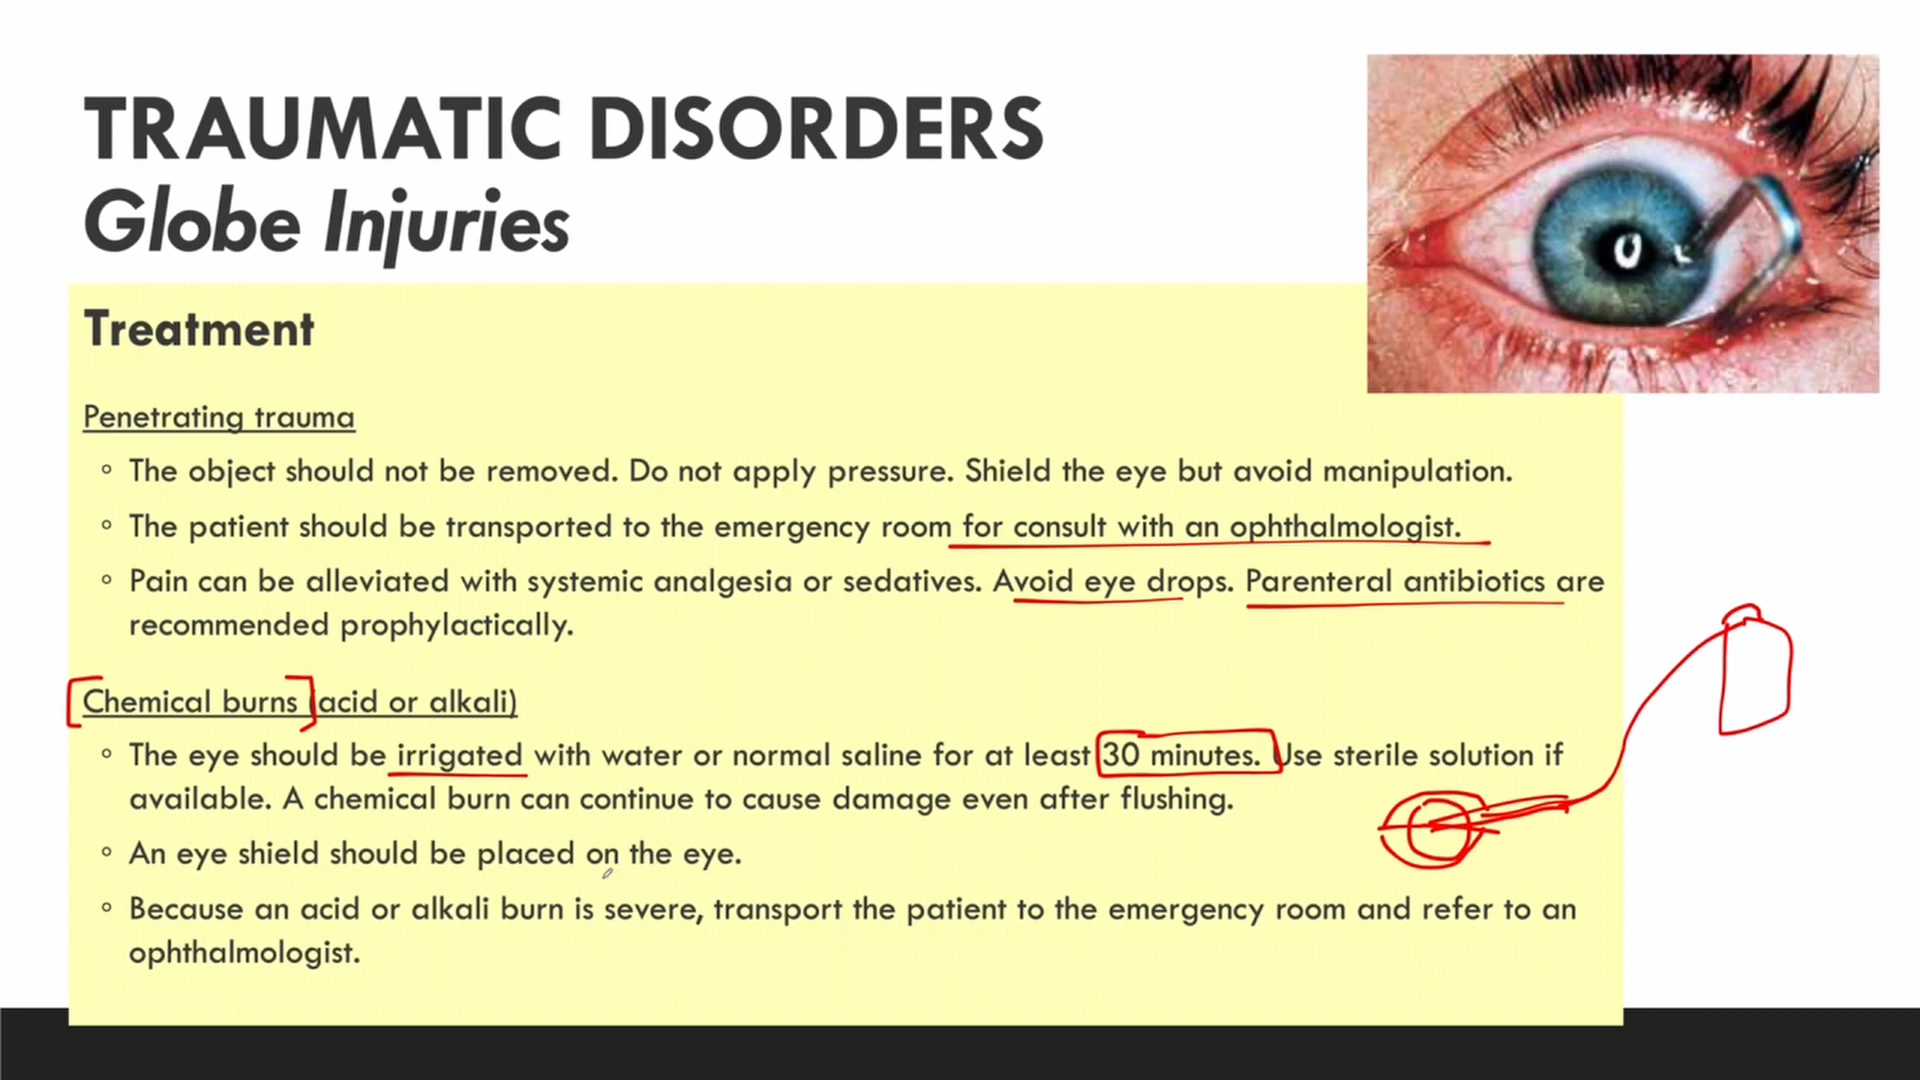 TRAUMATIC DISORDERS
Globe Injuries
Treatment
Penetrating trauma
◦ The object should not be removed. Do not apply pressure. Shield the eye but avoid manipulation.
◦ The patient should be transported to the emergency room for consult with an ophthalmologist.
◦ Pain can be alleviated with systemic analgesia or sedatives. Avoid eye drops. Parenteral antibiotics are
recommended prophylactically.
Chemical burns (acid or alkali)
◦ The eye should be irrigated with water or normal saline for at least 30 minutes. Use sterile solution if
available. A chemical burn can continue to cause damage even after flushing.
◦ An eye shield should be placed on the eye.
◦ Because an acid or alkali burn is severe, transport the patient to the emergency room and refer to an
ophthalmologist.